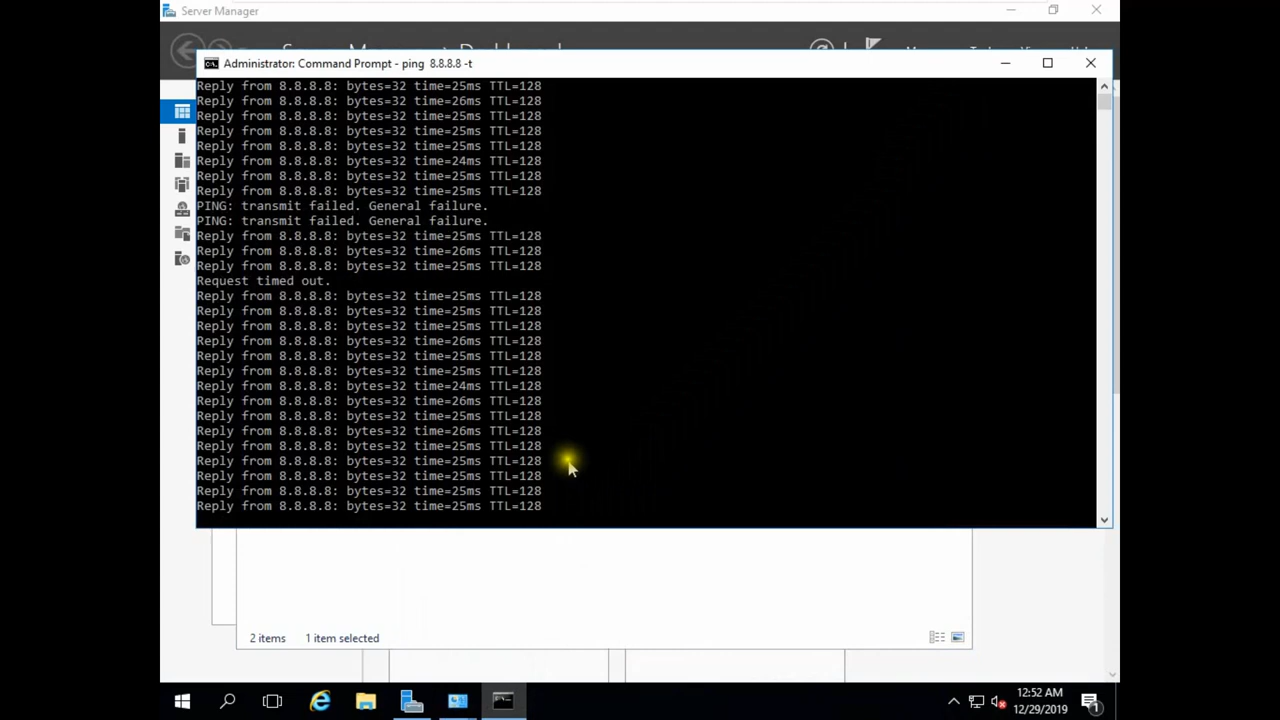 Server Manager
Administrator: Command Prompt - ping  8.8.8.8 -t
Reply from 8.8.8.8: bytes=32 time=25ms TTL=128
Reply from 8.8.8.8: bytes=32 time=26ms TTL=128
Reply from 8.8.8.8: bytes=32 time=25ms TTL=128
Reply from 8.8.8.8: bytes=32 time=25ms TTL=128
Reply from 8.8.8.8: bytes=32 time=25ms TTL=128
Reply from 8.8.8.8: bytes=32 time=24ms TTL=128
Reply from 8.8.8.8: bytes=32 time=25ms TTL=128
Reply from 8.8.8.8: bytes=32 time=25ms TTL=128
PING: transmit failed. General failure.
PING: transmit failed. General failure.
Reply from 8.8.8.8: bytes=32 time=25ms TTL=128
Reply from 8.8.8.8: bytes=32 time=26ms TTL=128
Reply from 8.8.8.8: bytes=32 time=25ms TTL=128
Request timed out.
Reply from 8.8.8.8: bytes=32 time=25ms TTL=128
Reply from 8.8.8.8: bytes=32 time=25ms TTL=128
Reply from 8.8.8.8: bytes=32 time=25ms TTL=128
Reply from 8.8.8.8: bytes=32 time=26ms TTL=128
Reply from 8.8.8.8: bytes=32 time=25ms TTL=128
Reply from 8.8.8.8: bytes=32 time=25ms TTL=128
Reply from 8.8.8.8: bytes=32 time=24ms TTL=128
Reply from 8.8.8.8: bytes=32 time=26ms TTL=128
Reply from 8.8.8.8: bytes=32 time=25ms TTL=128
Reply from 8.8.8.8: bytes=32 time=26ms TTL=128
Reply from 8.8.8.8: bytes=32 time=25ms TTL=128
Reply from 8.8.8.8: bytes=32 time=25ms TTL=128
Reply from 8.8.8.8: bytes=32 time=25ms TTL=128
Reply from 8.8.8.8: bytes=32 time=25ms TTL=128
Reply from 8.8.8.8: bytes=32 time=25ms TTL=128
2 items 1 item selected
12:52 AM
12/29/2019
1